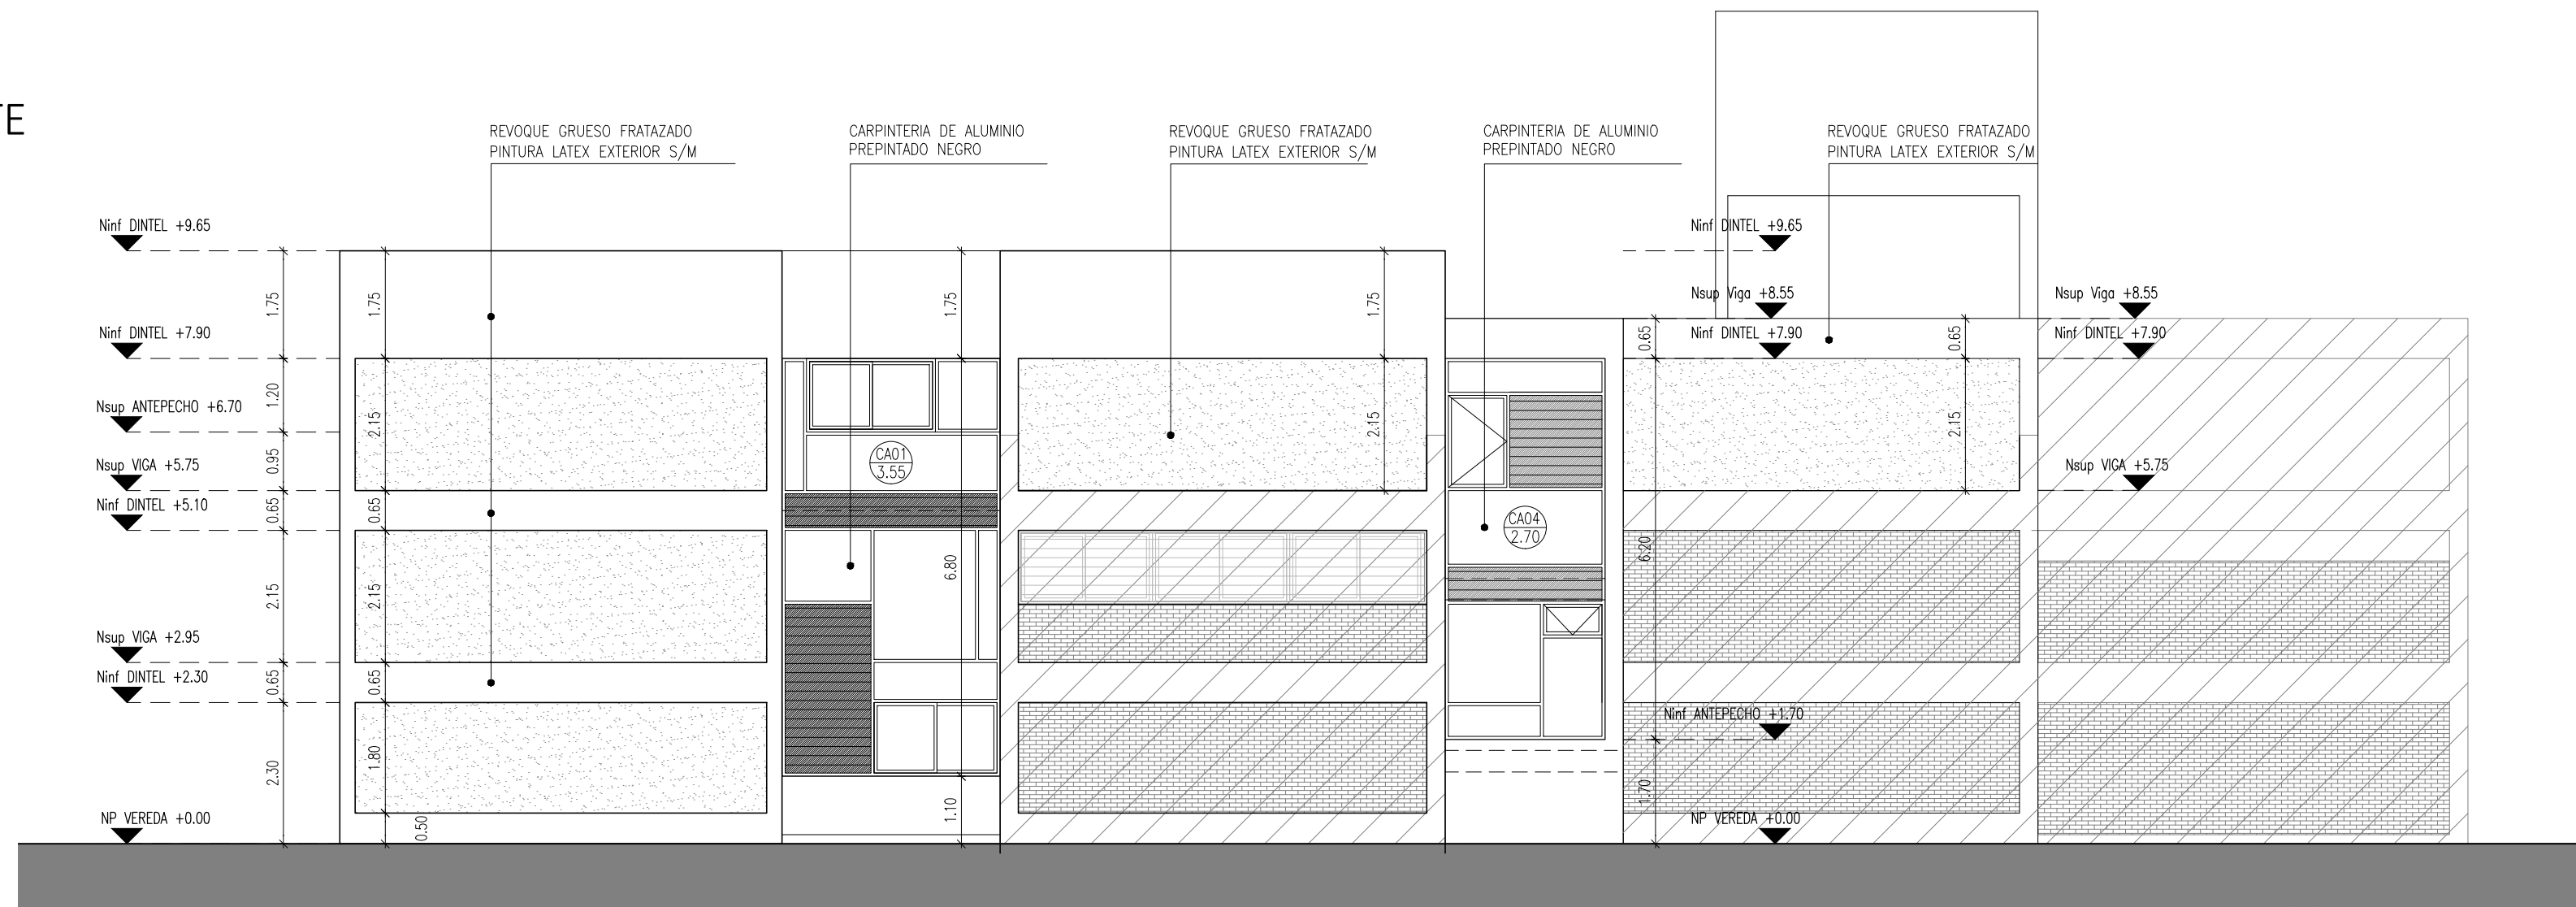 TE
REVOQUE GRUESO FRATAZADO
PINTURA LATEX EXTERIOR S/M
CARPINTERIA DE ALUMINIO
PREPINTADO NEGRO
REVOQUE GRUESO FRATAZADO
PINTURA LATEX EXTERIOR S/M
CARPINTERIA DE ALUMINIO
PREPINTADO NEGRO
REVOQUE GRUESO FRATAZADO
PINTURA LATEX EXTERIOR S/M
Ninf DINTEL +9.65
Ninf DINTEL +7.90
Nsup ANTEPECHO +6.70
Nsup VIGA +5.75
Ninf DINTEL +5.10
Nsup VIGA +2.95
Ninf DINTEL +2.30
NP VEREDA +0.00
1.75
1.20
0.95
0.65
2.15
0.65
2.30
1.75
2.15
0.65
2.15
0.65
1.80
0.50
CA01
3.55
1.75
6.80
1.10
1.75
2.15
CA04
2.70
Ninf DINTEL +9.65
Nsup Viga +8.55
Ninf DINTEL +7.90
0.65
6.20
1.70
Ninf ANTEPECHO +1.70
NP VEREDA +0.00
0.65
2.15
Nsup Viga +8.55
Ninf DINTEL +7.90
Nsup VIGA +5.75